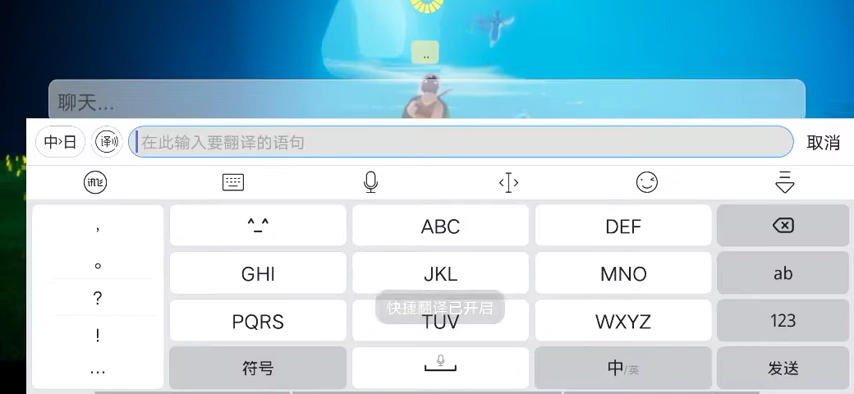 ..
聊天...
中›日 译 在此输入要翻译的语句 取消
讯飞
， ^_^ ABC DEF
。 GHI JKL MNO ab
? PQRS TUV WXYZ 123
快捷翻译已开启
!
... 符号 中/英 发送